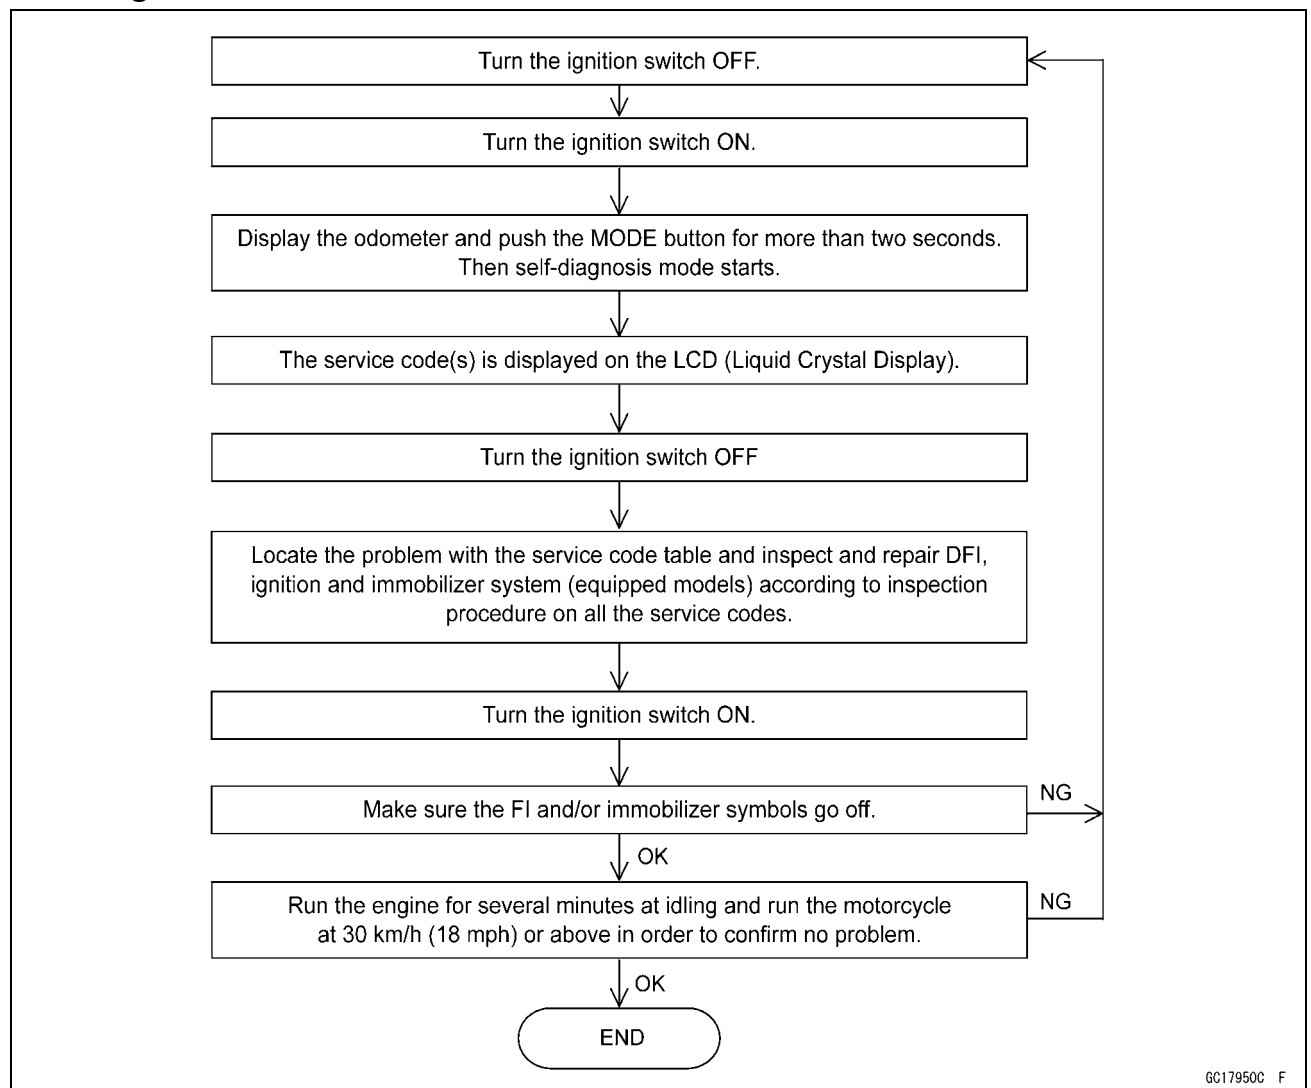 Turn the ignition switch OFF.
Turn the ignition switch ON.
Display the odometer and push the MODE button for more than two seconds.
Then self-diagnosis mode starts.
The service code(s) is displayed on the LCD (Liquid Crystal Display).
Turn the ignition switch OFF
Locate the problem with the service code table and inspect and repair DFI,
ignition and immobilizer system (equipped models) according to inspection
procedure on all the service codes.
Turn the ignition switch ON.
Make sure the FI and/or immobilizer symbols go off.
NG
OK
Run the engine for several minutes at idling and run the motorcycle
at 30 km/h (18 mph) or above in order to confirm no problem.
NG
OK
END
GC17950C F